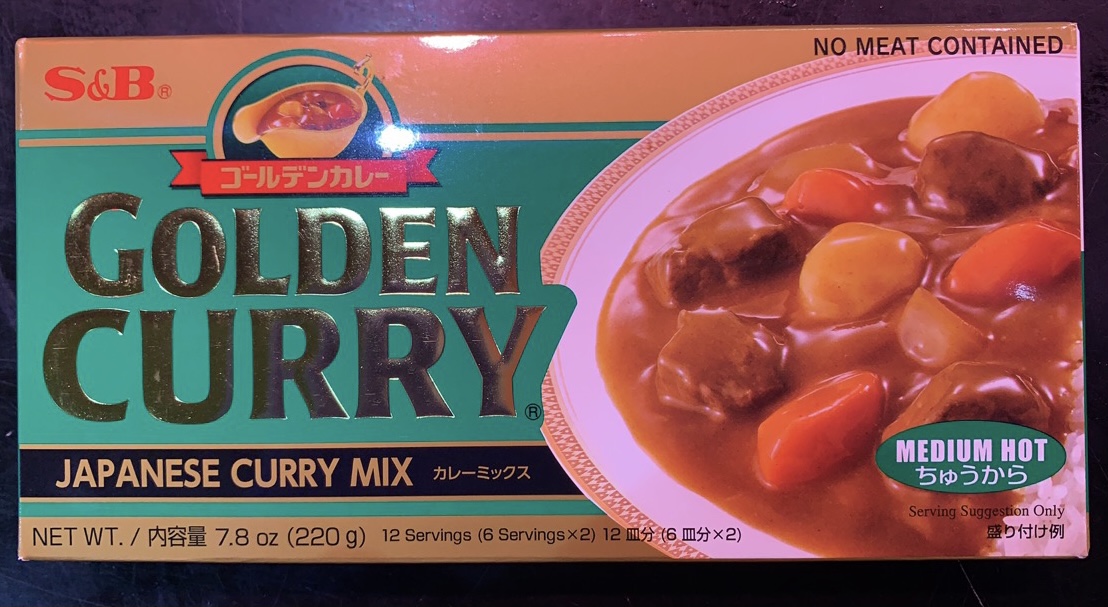 NO MEAT CONTAINED
S&B®
ゴールデンカレー
GOLDEN
CURRY®
JAPANESE CURRY MIX カレーミックス
MEDIUM HOT
ちゅうから
Serving Suggestion Only
盛り付け例
NET WT. / 内容量 7.8 oz (220 g) 12 Servings (6 Servings×2) 12 皿分 (6 皿分×2)